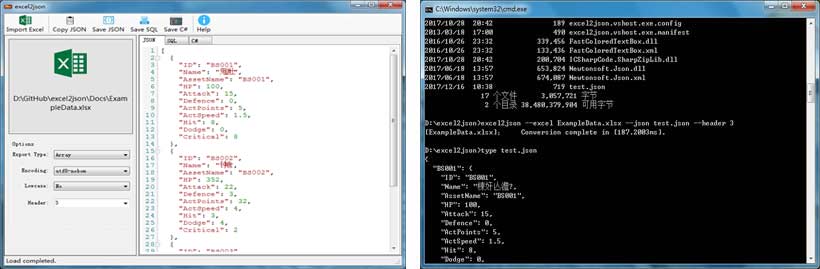 excel2json
Import Excel
Copy JSON
Save JSON
Save SQL
Save C#
Help
D:\GitHub\excel2json\Docs\Exam
pleData.xlsx
Options
Export Type: Array
Encoding: utf8-nobom
Lowcase: No
Header: 3
Load completed.
JSON SQL C#
1 [
2 {
3 "ID": "BS001",
4 "Name": "
5 "AssetName": "BS001",
6 "HP": 100,
7 "Attack": 15,
8 "Defence": 0,
9 "ActPoints": 5,
10 "ActSpeed": 1.5,
11 "Hit": 8,
12 "Dodge": 0,
13 "Critical": 8
14 },
15 {
16 "ID": "BS002",
17 "Name": "
18 "AssetName": "BS002",
19 "HP": 352,
20 "Attack": 22,
21 "Defence": 3,
22 "ActPoints": 32,
23 "ActSpeed": 4,
24 "Hit": 3,
25 "Dodge": 4,
26 "Critical": 2
27 },
28 {
C:\Windows\system32\cmd.exe
2017/10/28 20:42 189 excel2json.vshost.exe.config
2013/03/18 17:00 490 excel2json.vshost.exe.manifest
2016/10/26 23:32 339,456 FastColoredTextBox.dll
2016/10/26 23:32 133,436 FastColoredTextBox.xml
2017/10/28 20:42 200,704 ICSharpCode.SharpZipLib.dll
2017/06/18 13:57 653,824 Newtonsoft.Json.dll
2017/06/18 13:57 674,087 Newtonsoft.Json.xml
2017/12/16 10:38 719 test.json
17 个文件 3,057,721 字节
2 个目录 38,480,379,904 可用字节
D:\excel2json>excel2json --excel ExampleData.xlsx --json test.json --header 3
[ExampleData.xlsx]: Conversion complete in [187.2003ms].
D:\excel2json>type test.json
{
"BS001": {
"ID": "BS001",
"Name": "
"AssetName": "BS001",
"HP": 100,
"Attack": 15,
"Defence": 0,
"ActPoints": 5,
"ActSpeed": 1.5,
"Hit": 8,
"Dodge": 0,